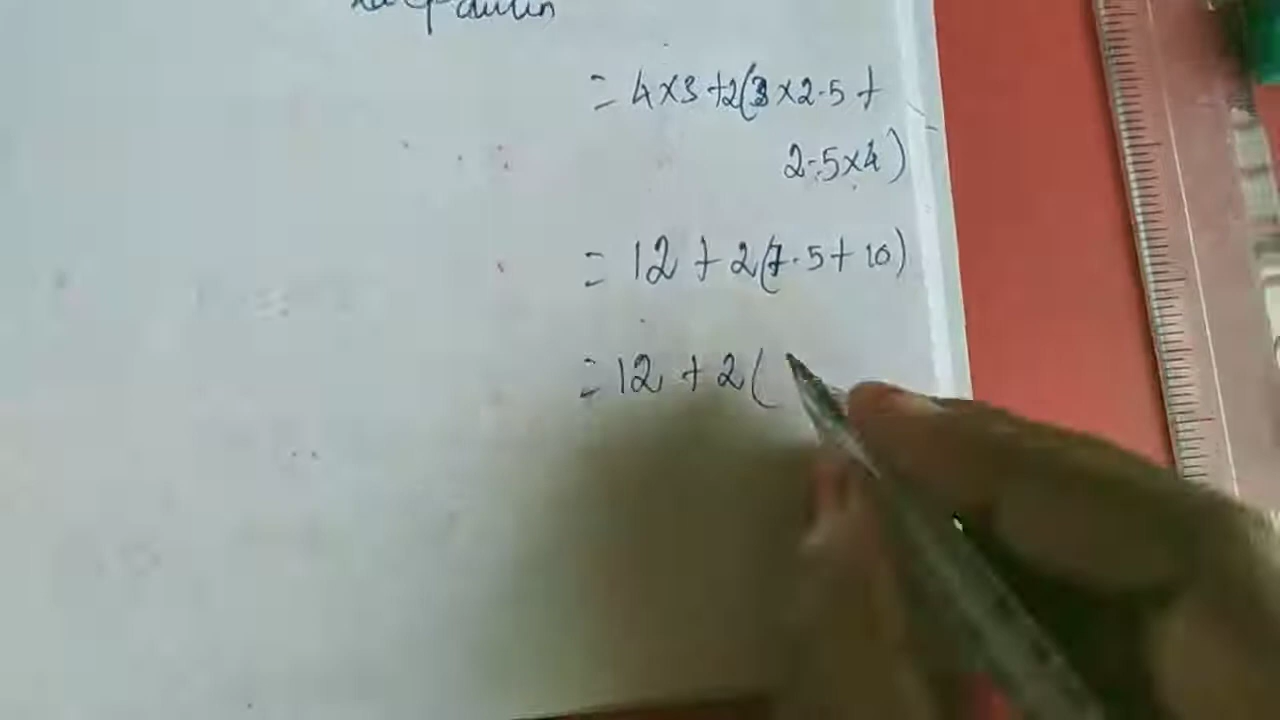 = 4×3 +2(3×2.5 +
2.5×4)
= 12 + 2(7.5 + 10)
= 12 + 2(